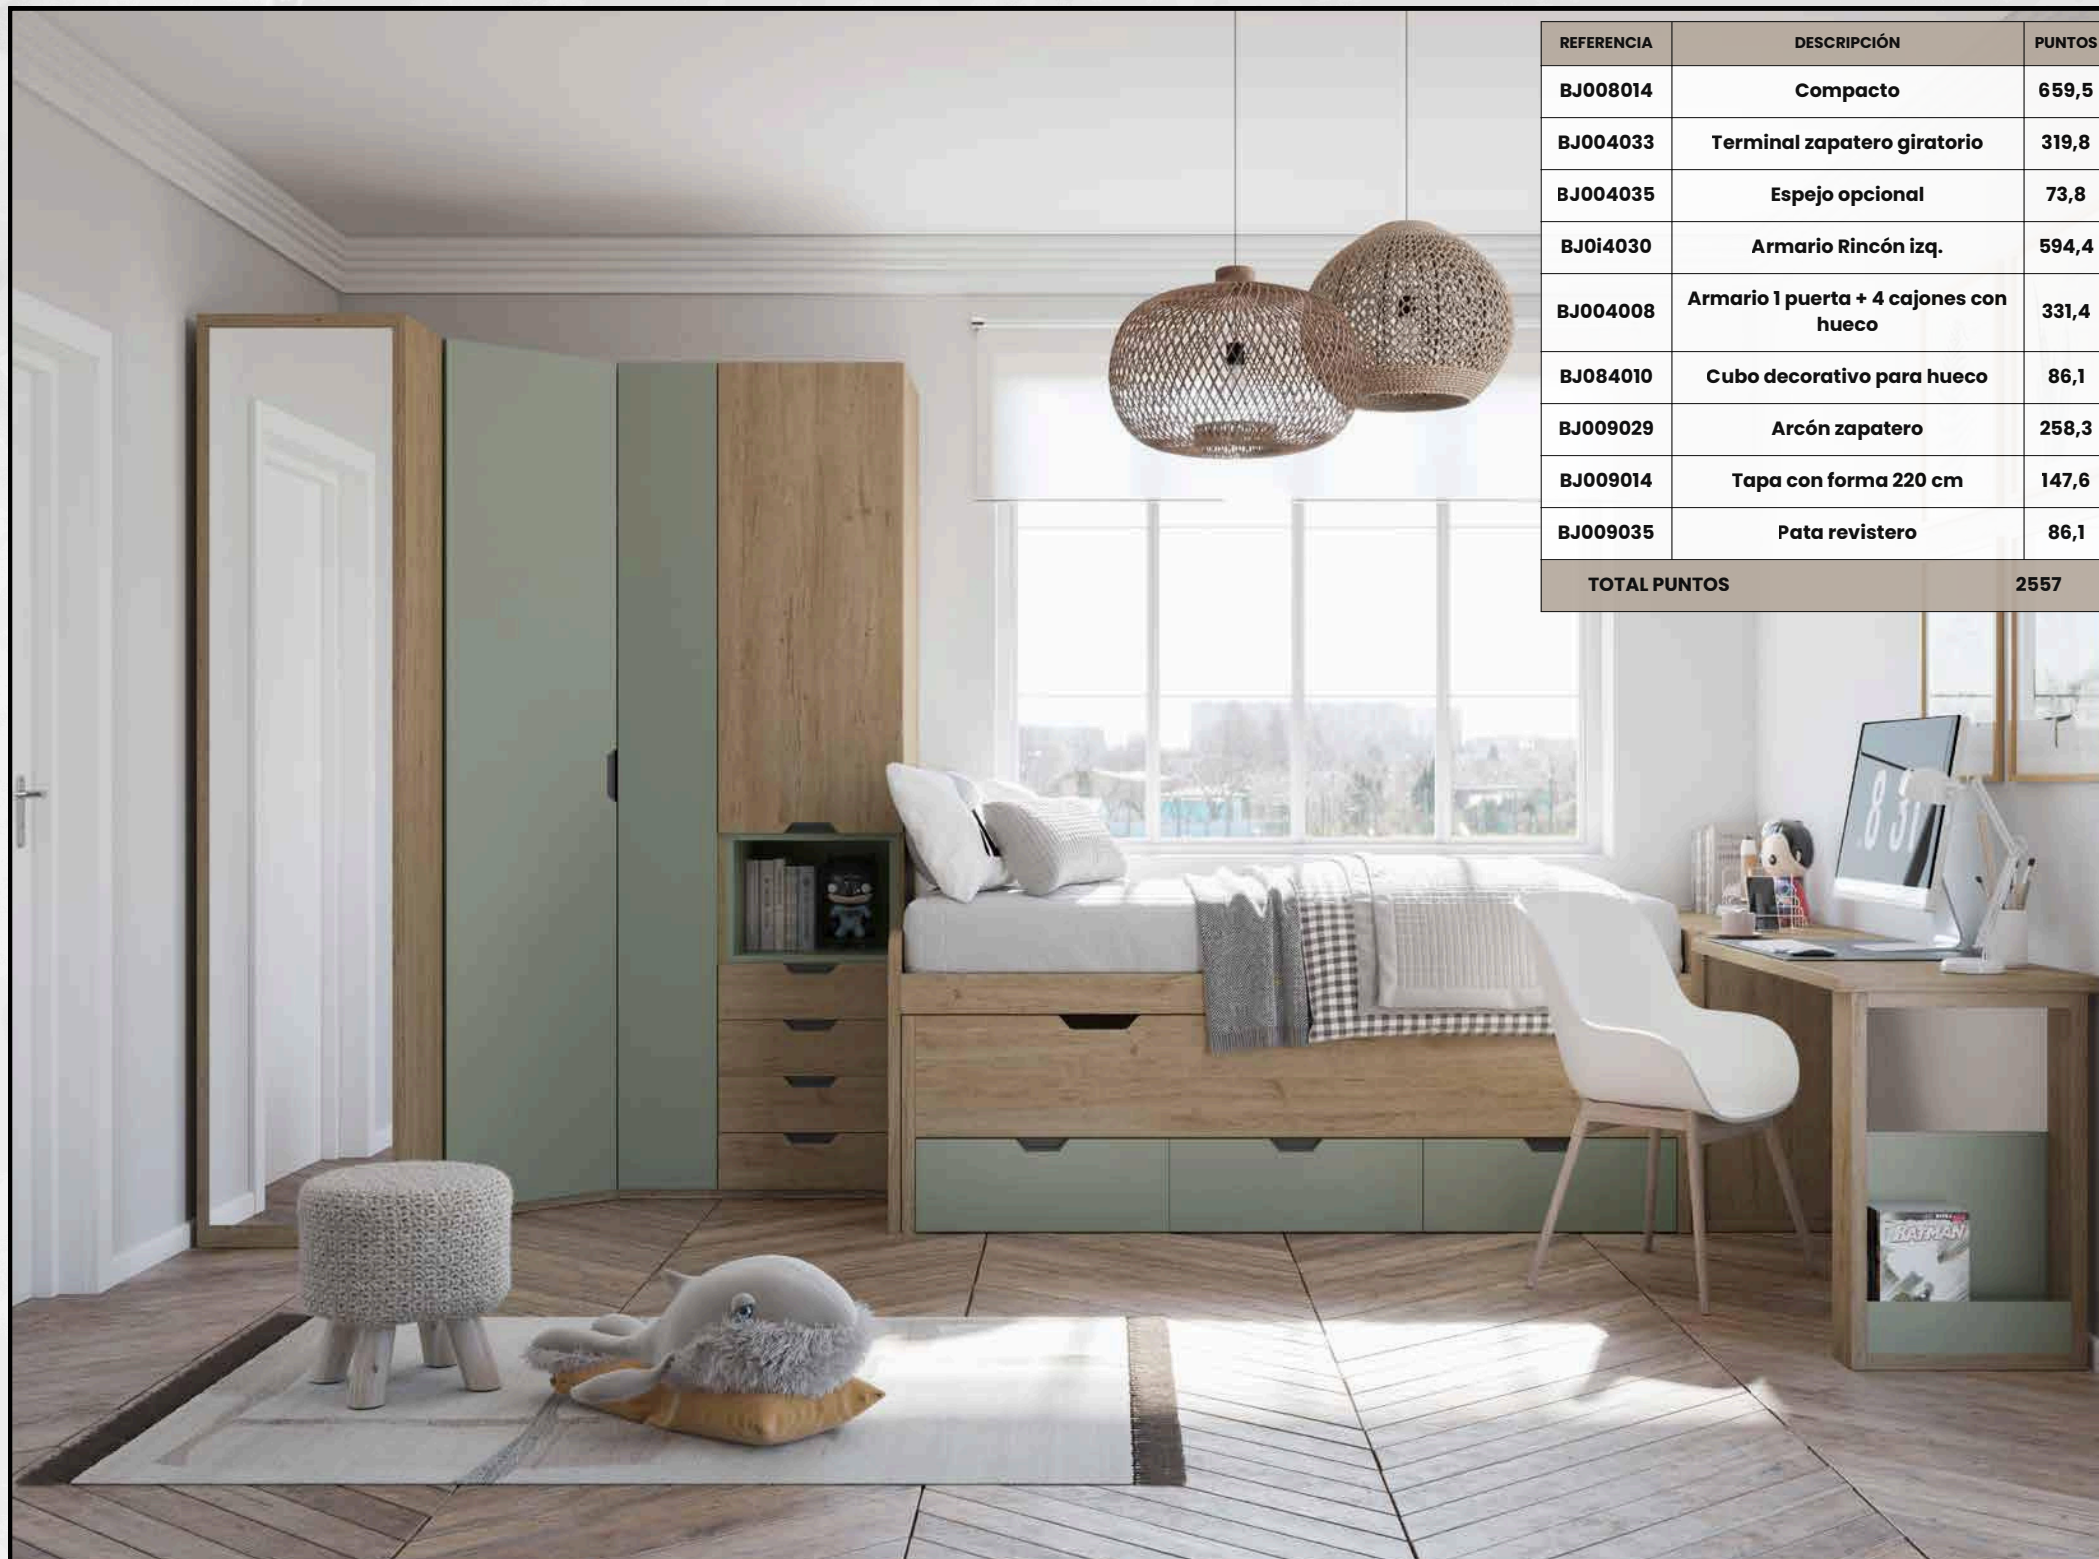 REFERENCIA DESCRIPCIÓN PUNTOS
BJ008014 Compacto 659,5
BJ004033 Terminal zapatero giratorio 319,8
BJ004035 Espejo opcional 73,8
BJ0i4030 Armario Rincón izq. 594,4
BJ004008 Armario 1 puerta + 4 cajones con
hueco 331,4
BJ084010 Cubo decorativo para hueco 86,1
BJ009029 Arcón zapatero 258,3
BJ009014 Tapa con forma 220 cm 147,6
BJ009035 Pata revistero 86,1
TOTAL PUNTOS 2557
8 31
BATMAN